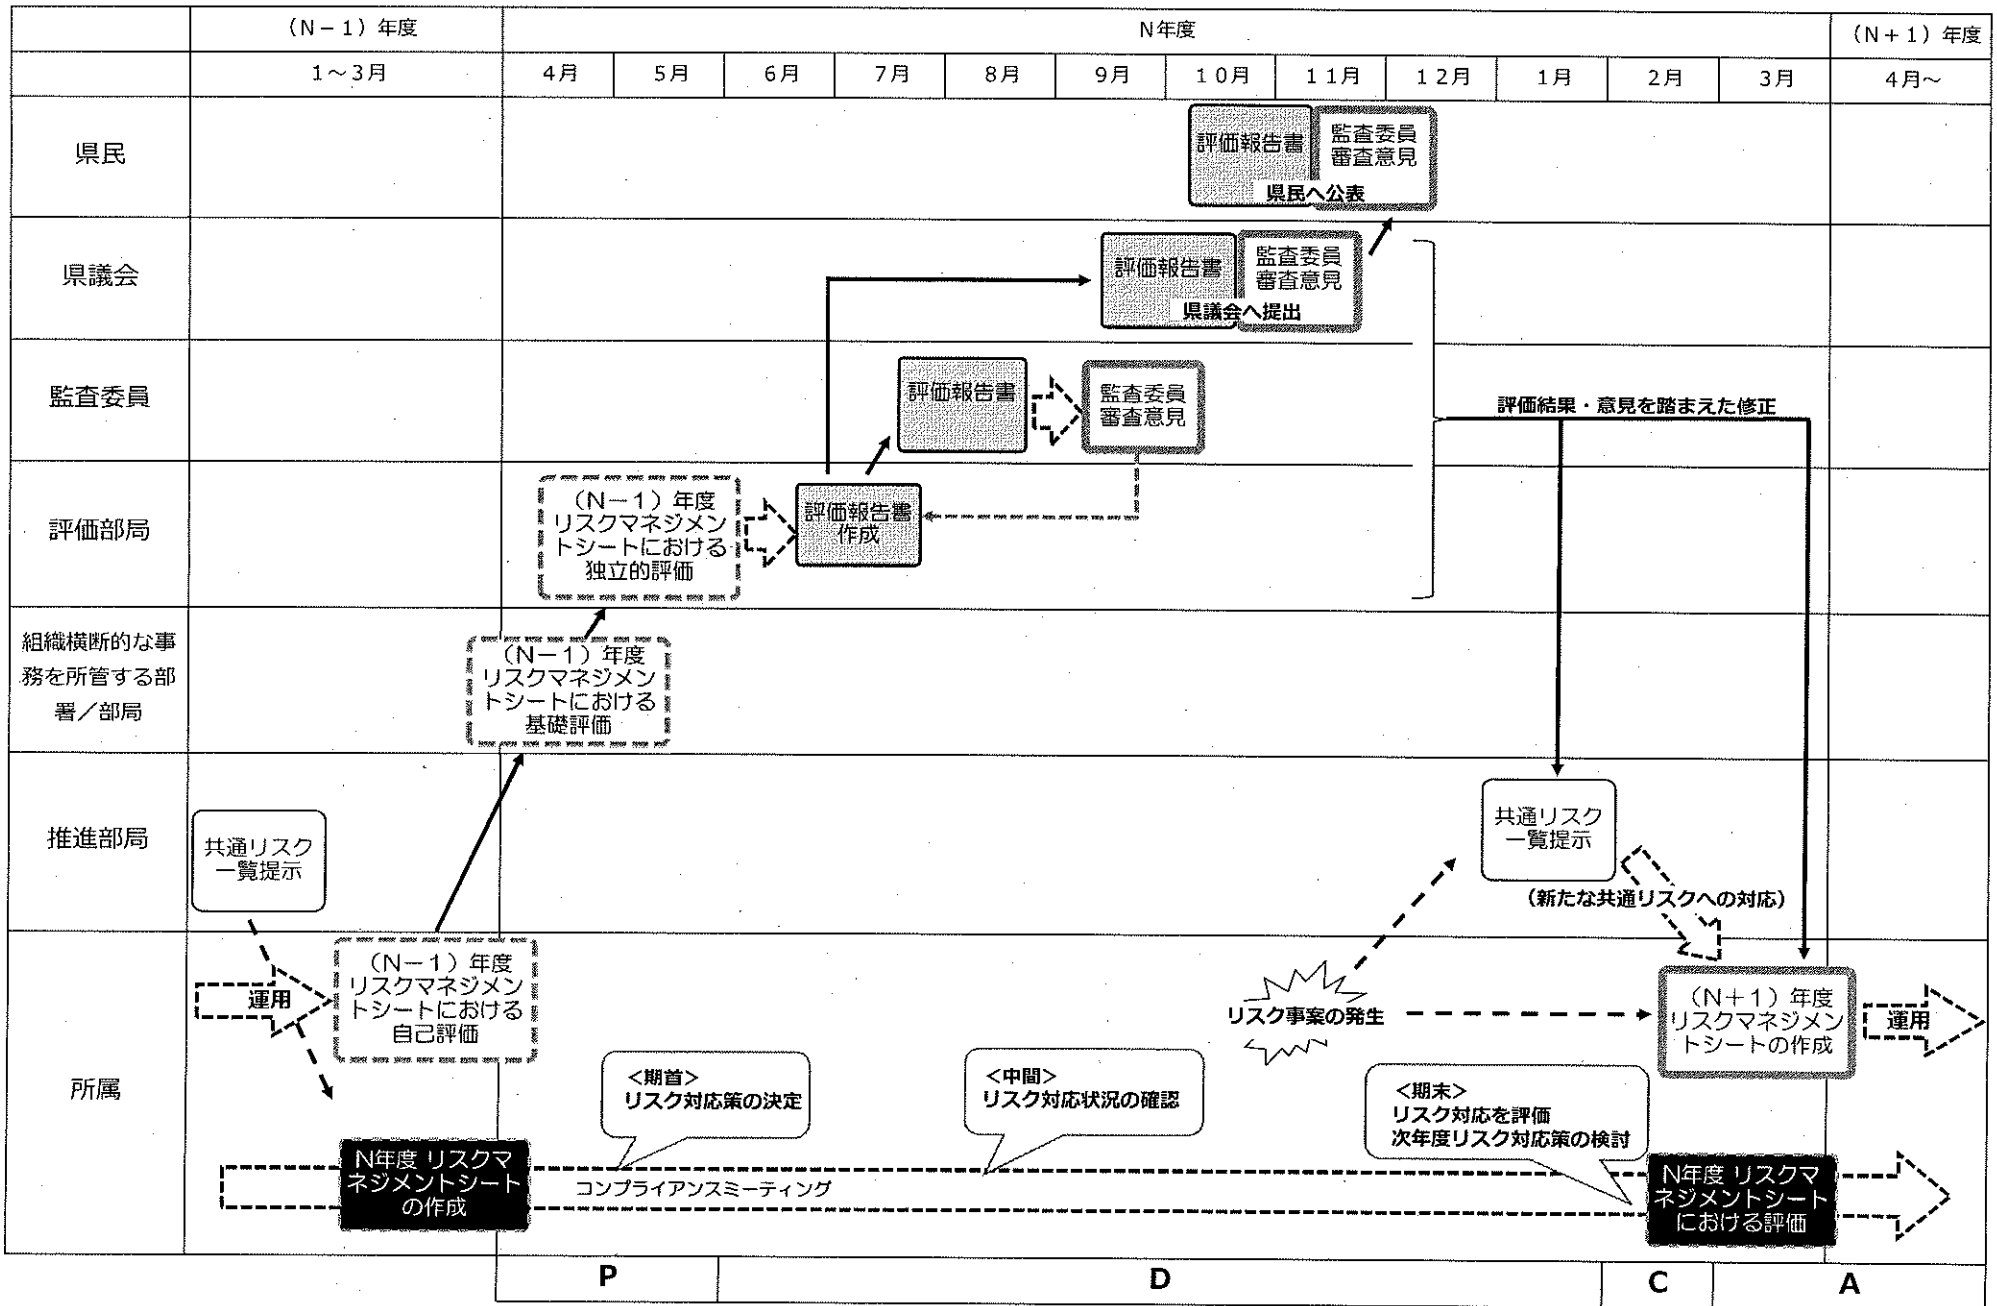 （N－1）年度
N年度
（N＋1）年度
1～3月
4月
5月
6月
7月
8月
9月
10月
11月
12月
1月
2月
3月
4月～
県民
評価報告書
監査委員
審査意見
県民へ公表
県議会
評価報告書
監査委員
審査意見
県議会へ提出
監査委員
評価報告書
監査委員
審査意見
評価結果・意見を踏まえた修正
評価部局
（N－1）年度
リスクマネジメン
トシートにおける
独立的評価
評価報告書
作成
組織横断的な事
務を所管する部
署／部局
（N－1）年度
リスクマネジメン
トシートにおける
基礎評価
推進部局
共通リスク
一覧提示
共通リスク
一覧提示
（新たな共通リスクへの対応）
所属
運用
（N－1）年度
リスクマネジメン
トシートにおける
自己評価
リスク事案の発生
（N＋1）年度
リスクマネジメン
トシートの作成
運用
＜期首＞
リスク対応策の決定
＜中間＞
リスク対応状況の確認
＜期末＞
リスク対応を評価
次年度リスク対応策の検討
N年度 リスクマ
ネジメントシート
の作成
コンプライアンスミーティング
N年度 リスクマ
ネジメントシート
における評価
P
D
C
A